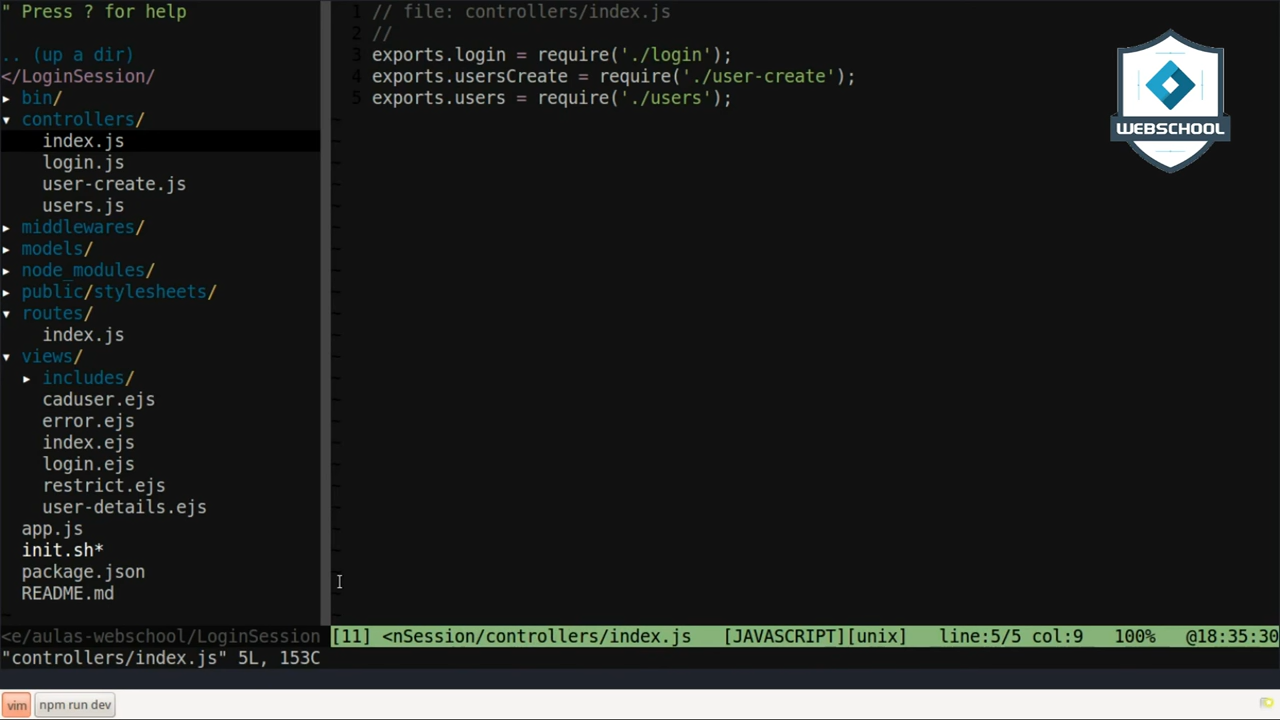 " Press ? for help
.. (up a dir)
</LoginSession/
▸ bin/
▾ controllers/
index.js
login.js
user-create.js
users.js
▸ middlewares/
▸ models/
▸ node_modules/
▸ public/stylesheets/
▾ routes/
index.js
▾ views/
▸ includes/
caduser.ejs
error.ejs
index.ejs
login.ejs
restrict.ejs
user-details.ejs
app.js
init.sh*
package.json
README.md
<e/aulas-webschool/LoginSession
1 // file: controllers/index.js
2 //
3 exports.login = require('./login');
4 exports.usersCreate = require('./user-create');
5 exports.users = require('./users');
[11] <nSession/controllers/index.js [JAVASCRIPT][unix] line:5/5 col:9 100% @18:35:30
"controllers/index.js" 5L, 153C
WEBSCHOOL
vim
npm run dev